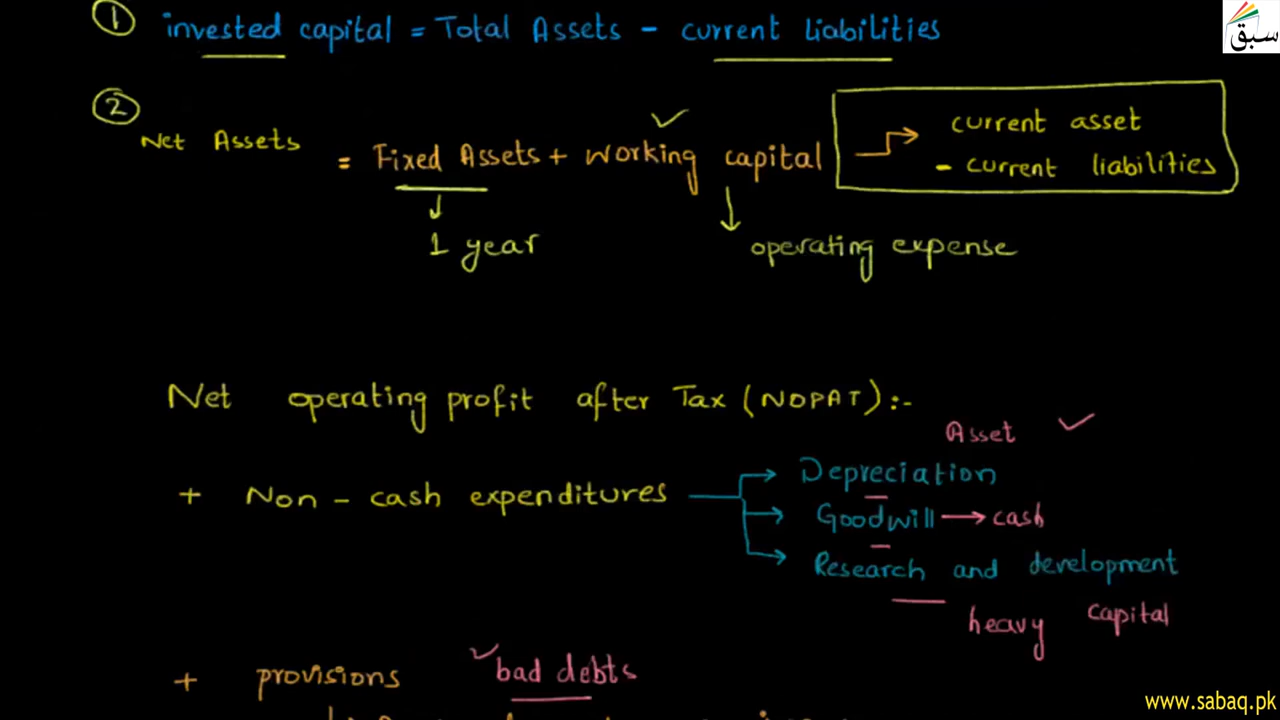 سبق
① invested capital = Total Assets - current liabilities
② Net Assets = Fixed Assets + Working capital
current asset
- current liabilities
1 year
operating expense
Net operating profit after Tax (NOPAT):-
Asset
+ Non-cash expenditures
Depreciation
Goodwill → cash
Research and development
heavy capital
+ provisions
bad debts
www.sabaq.pk